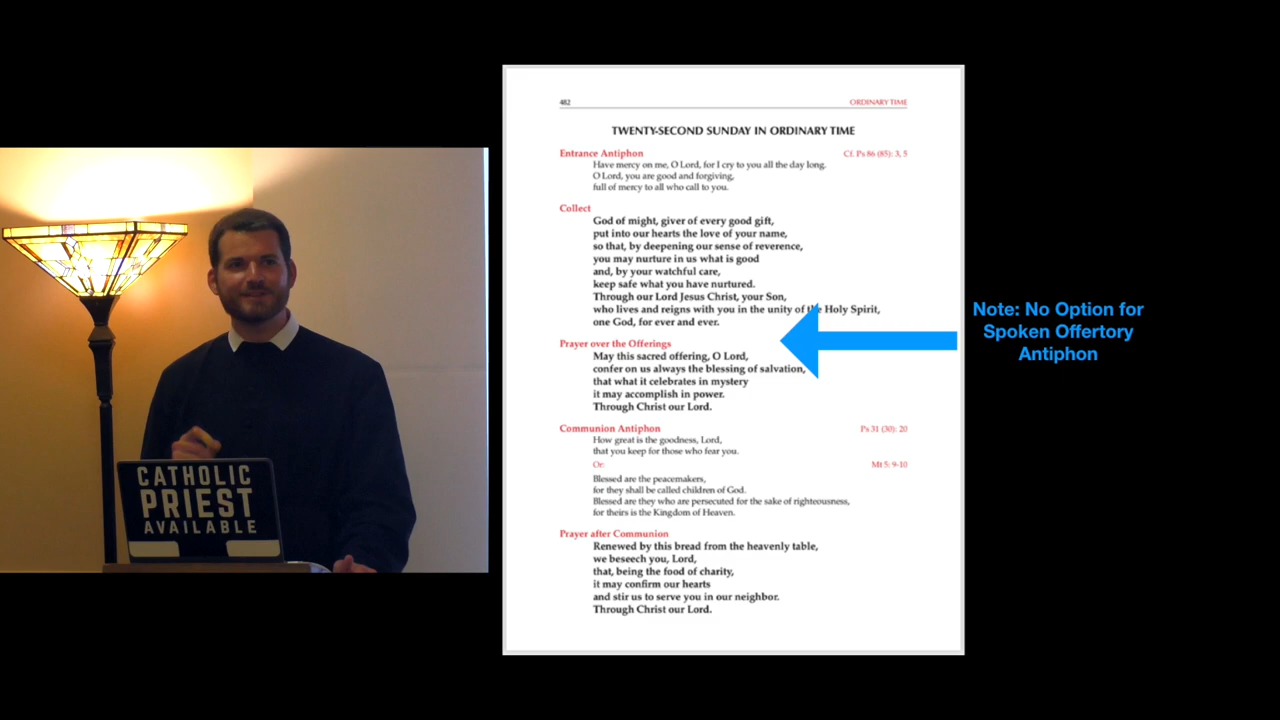 CATHOLIC
PRIEST
AVAILABLE
482 ORDINARY TIME
TWENTY-SECOND SUNDAY IN ORDINARY TIME
Entrance Antiphon Cf. Ps 86 (85): 3, 5
Have mercy on me, O Lord, for I cry to you all the day long.
O Lord, you are good and forgiving,
full of mercy to all who call to you.
Collect
God of might, giver of every good gift,
put into our hearts the love of your name,
so that, by deepening our sense of reverence,
you may nurture in us what is good
and, by your watchful care,
keep safe what you have nurtured.
Through our Lord Jesus Christ, your Son,
who lives and reigns with you in the unity of the Holy Spirit,
one God, for ever and ever.
Prayer over the Offerings
May this sacred offering, O Lord,
confer on us always the blessing of salvation,
that what it celebrates in mystery
it may accomplish in power.
Through Christ our Lord.
Communion Antiphon Ps 31 (30): 20
How great is the goodness, Lord,
that you keep for those who fear you.
Or: Mt 5: 9-10
Blessed are the peacemakers,
for they shall be called children of God.
Blessed are they who are persecuted for the sake of righteousness,
for theirs is the Kingdom of Heaven.
Prayer after Communion
Renewed by this bread from the heavenly table,
we beseech you, Lord,
that, being the food of charity,
it may confirm our hearts
and stir us to serve you in our neighbor.
Through Christ our Lord.
Note: No Option for
Spoken Offertory
Antiphon